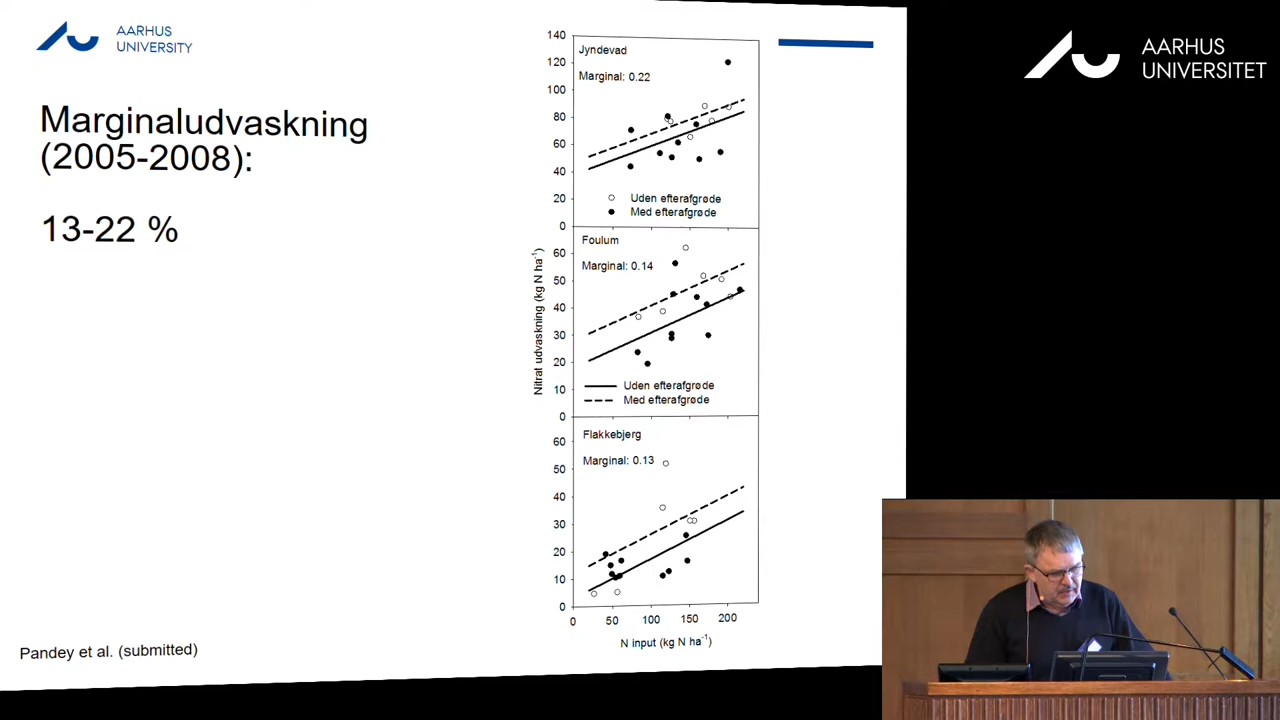 AARHUS
UNIVERSITY
Marginaludvaskning
(2005-2008):
13-22 %
Pandey et al. (submitted)
Nitrat udvaskning (kg N ha⁻¹)
140
120
100
80
60
40
20
0
Jyndevad
Marginal: 0.22
Uden efterafgrøde
Med efterafgrøde
60
50
40
30
20
10
0
Foulum
Marginal: 0.14
Uden efterafgrøde
Med efterafgrøde
60
50
40
30
20
10
0
Flakkebjerg
Marginal: 0.13
0 50 100 150 200
N input (kg N ha⁻¹)
AARHUS
UNIVERSITET